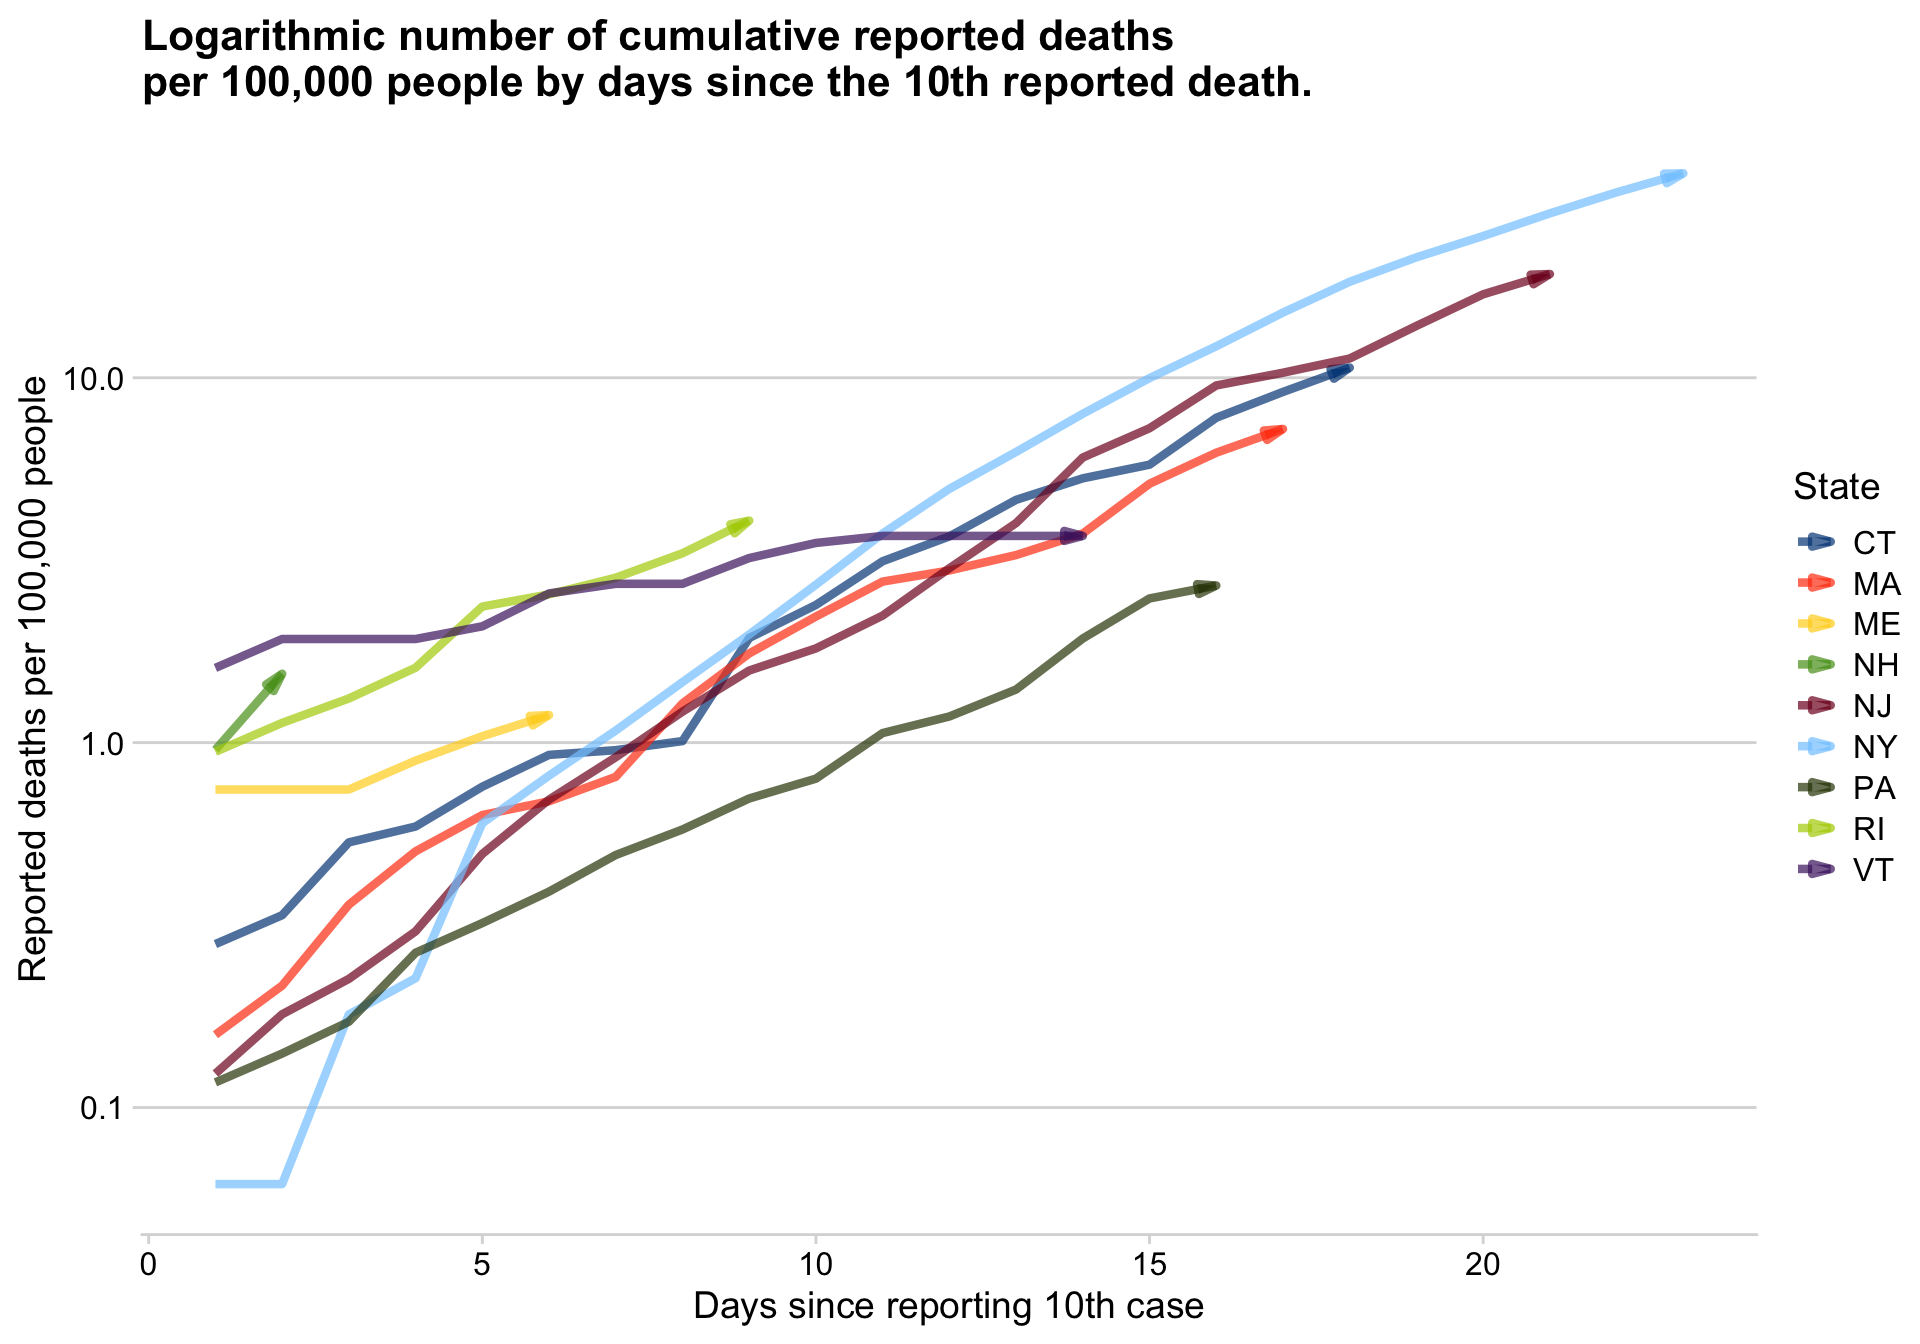 Logarithmic number of cumulative reported deaths
per 100,000 people by days since the 10th reported death.
Reported deaths per 100,000 people
10.0
1.0
0.1
0
5
10
15
20
Days since reporting 10th case
State
CT
MA
ME
NH
NJ
NY
PA
RI
VT